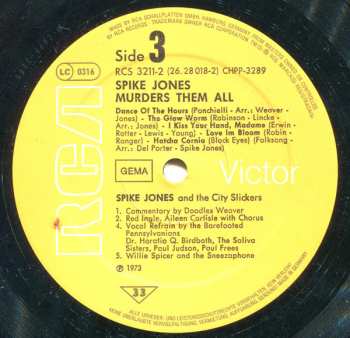 Side 3
RCS 3211-2 (26.28 018-2) CHPP-3289
SPIKE JONES
MURDERS THEM ALL
LC 0316
Dance Of The Hours (Ponchielli - Arr.: Weaver
- Jones) - The Glow Worm (Robinson - Lincke -
Arr.: Jones) - I Kiss Your Hand, Madame (Erwin -
Rotter - Lewis - Young) - Love Im Bloom (Robin -
Ranger) - Hotcha Cornia (Black Eyes) (Folksong -
Arr.: Del Porter - Spike Jones)
RCA
GEMA
Victor
SPIKE JONES and the City Slickers
1. Commentary by Doodles Weaver
2. Red Ingle, Aileen Carlisle with Chorus
4. Vocal Refrain by the Barefooted
Pennsylvanians
Dr. Horatio Q. Birdbath, The Saliva
Sisters, Paul Judson, Paul Frees
5. Willie Spicer and the Sneezaphone
℗ 1973
33